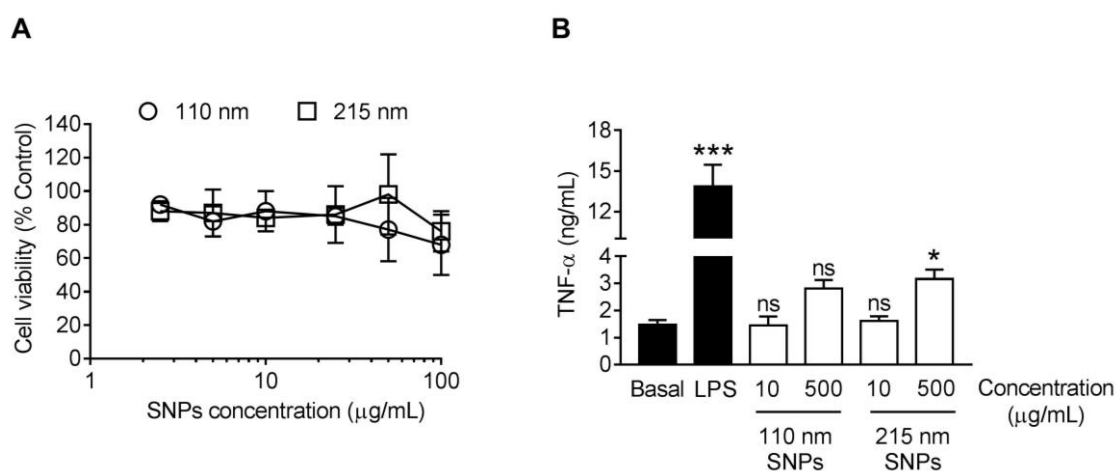 A
110 nm 215 nm
Cell viability (% Control)
140
120
100
80
60
40
20
0
1 10 100
SNPs concentration (μg/mL)
B
TNF-α (ng/mL)
18
15
12
4
3
2
1
0
***
ns
ns
ns
*
Basal LPS 10 500 10 500 Concentration
(μg/mL)
110 nm
SNPs
215 nm
SNPs